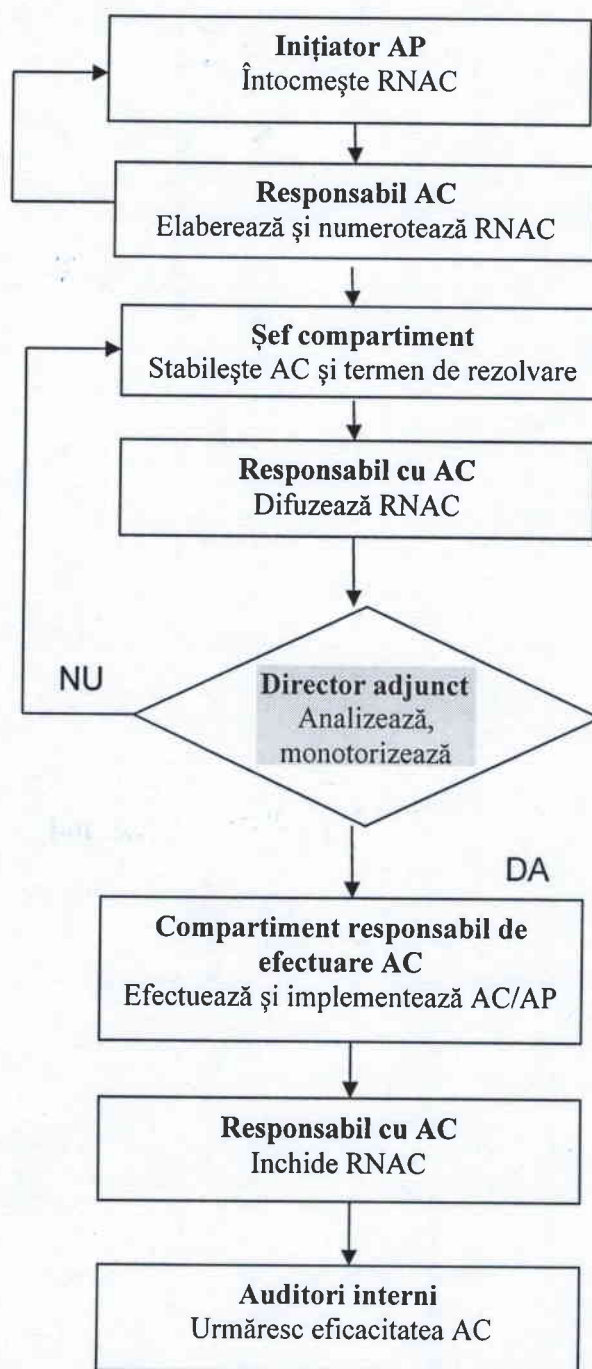 Inițiator AP
Întocmește RNAC
Responsabil AC
Elaberează și numerotează RNAC
Șef compartiment
Stabilește AC și termen de rezolvare
Responsabil cu AC
Difuzează RNAC
NU
Director adjunct
Analizează,
monotorizează
DA
Compartiment responsabil de
efectuare AC
Efectuează și implementează AC/AP
Responsabil cu AC
Inchide RNAC
Auditori interni
Urmăresc eficacitatea AC